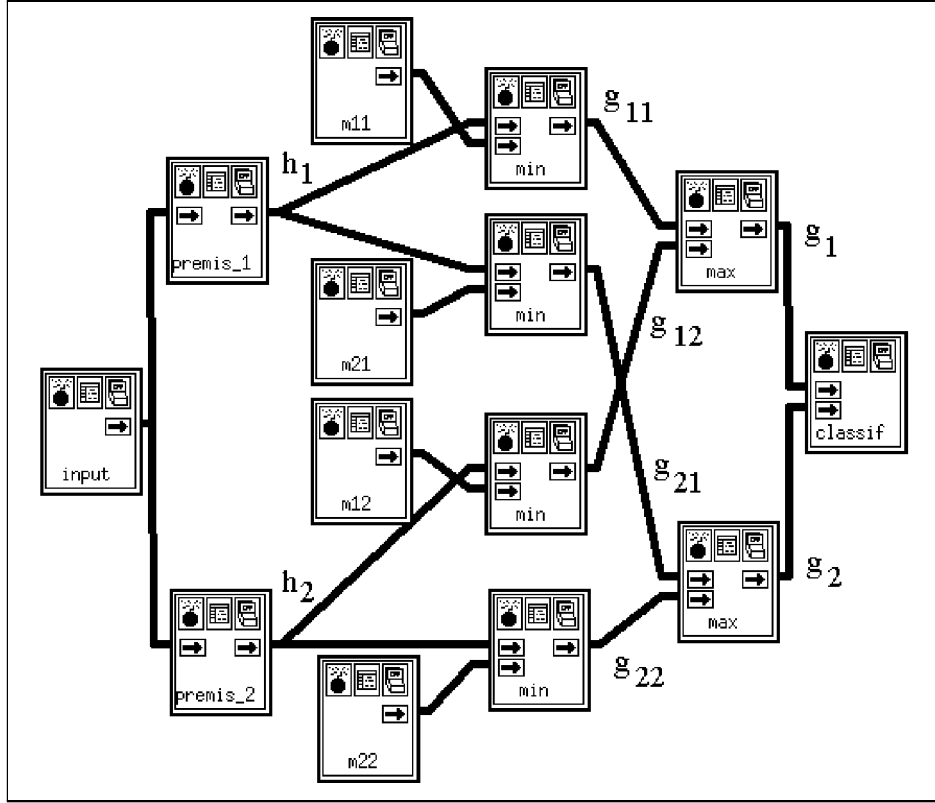 m11
min
g11
h1
premis_1
max
g1
m21
min
g12
classif
input
m12
min
g21
h2
max
g2
premis_2
min
g22
m22